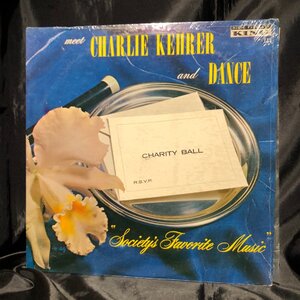 KING
meet CHARLIE KEHRER
and DANCE
CHARITY BALL
R.S.V.P.
"Society's Favorite Music"